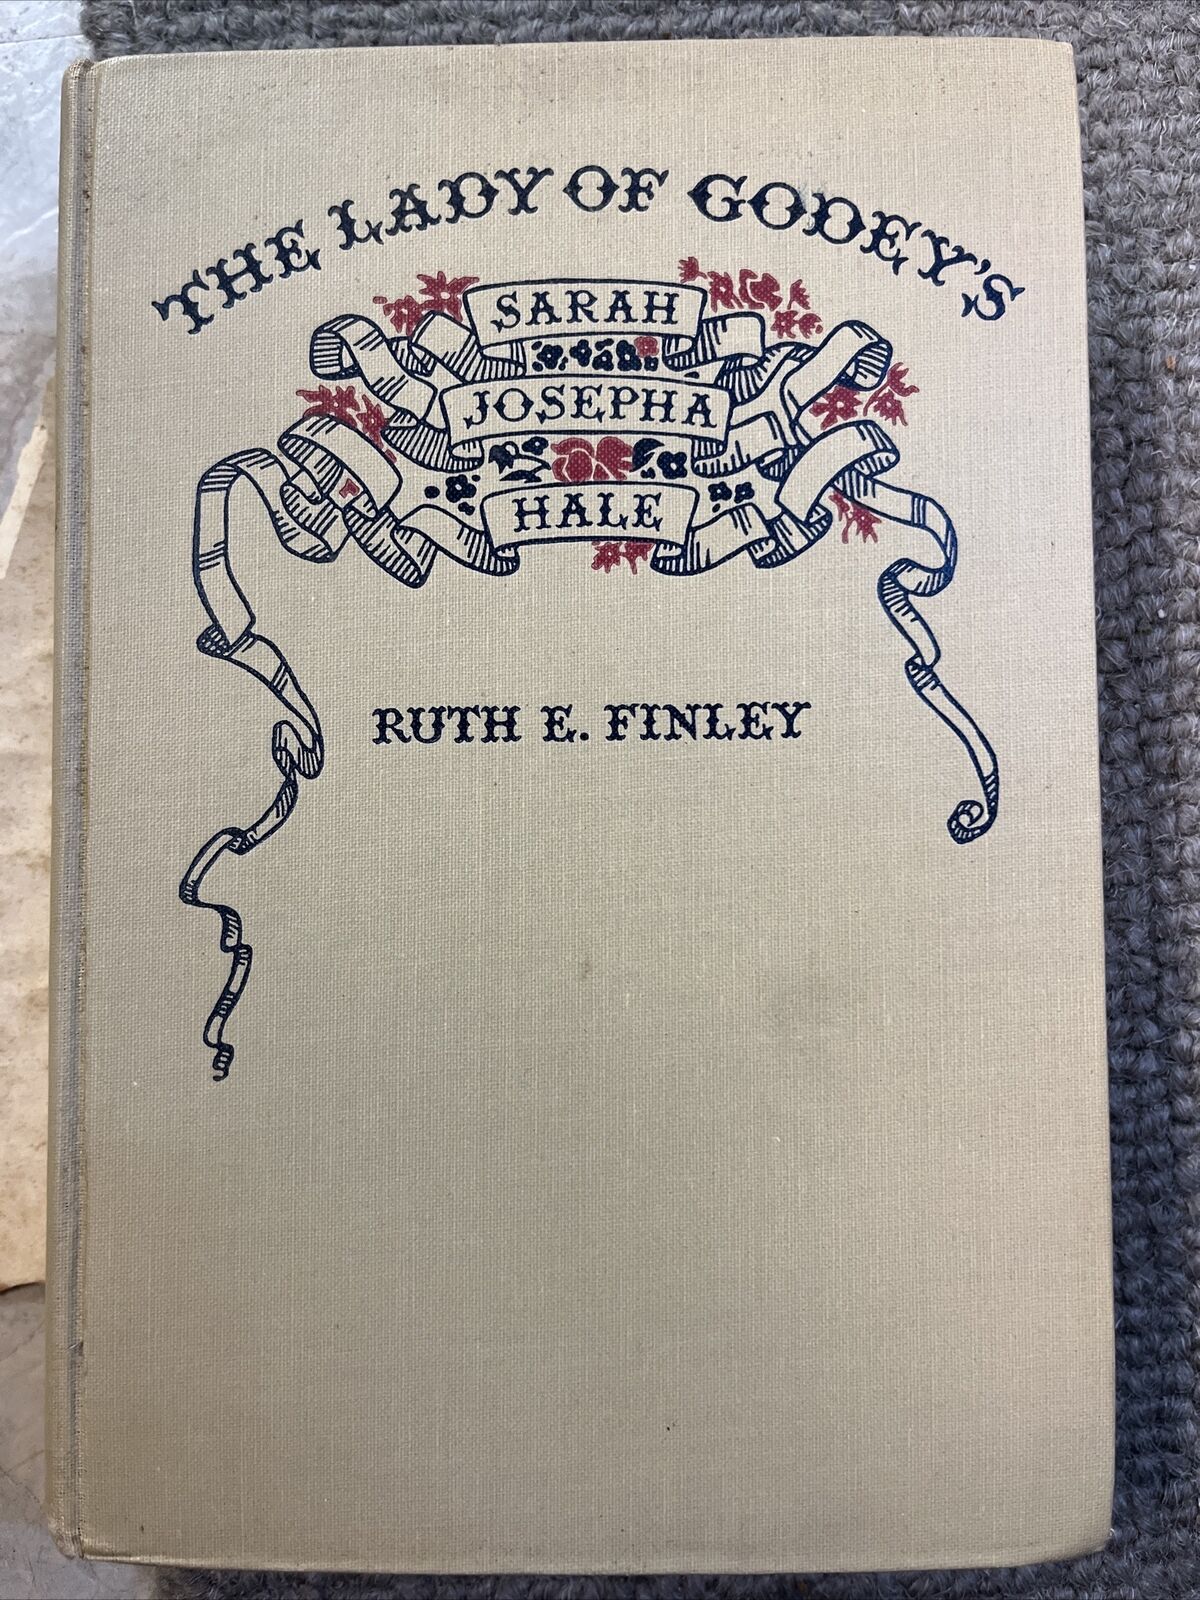 THE LADY OF GODEY'S
SARAH
JOSEPHA
HALE
RUTH E. FINLEY